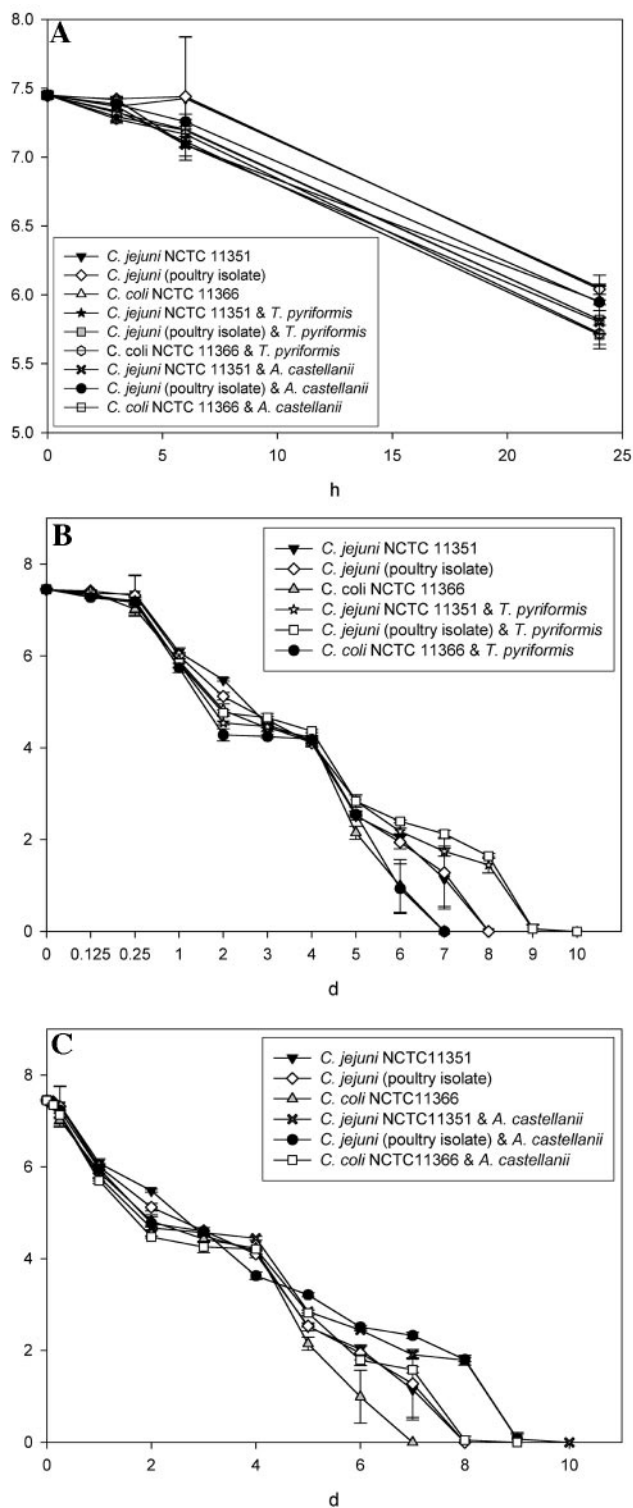 A
8.0
7.5
7.0
6.5
6.0
5.5
5.0
C. jejuni NCTC 11351
C. jejuni (poultry isolate)
C. coli NCTC 11366
C. jejuni NCTC 11351 & T. pyriformis
C. jejuni (poultry isolate) & T. pyriformis
C. coli NCTC 11366 & T. pyriformis
C. jejuni NCTC 11351 & A. castellanii
C. jejuni (poultry isolate) & A. castellanii
C. coli NCTC 11366 & A. castellanii
0 5 10 15 20 25
h
B
8
6
4
2
0
C. jejuni NCTC 11351
C. jejuni (poultry isolate)
C. coli NCTC 11366
C. jejuni NCTC 11351 & T. pyriformis
C. jejuni (poultry isolate) & T. pyriformis
C. coli NCTC 11366 & T. pyriformis
0 0.125 0.25 1 2 3 4 5 6 7 8 9 10
d
C
8
6
4
2
0
C. jejuni NCTC11351
C. jejuni (poultry isolate)
C. coli NCTC11366
C. jejuni NCTC11351 & A. castellanii
C. jejuni (poultry isolate) & A. castellanii
C. coli NCTC11366 & A. castellanii
0 2 4 6 8 10
d